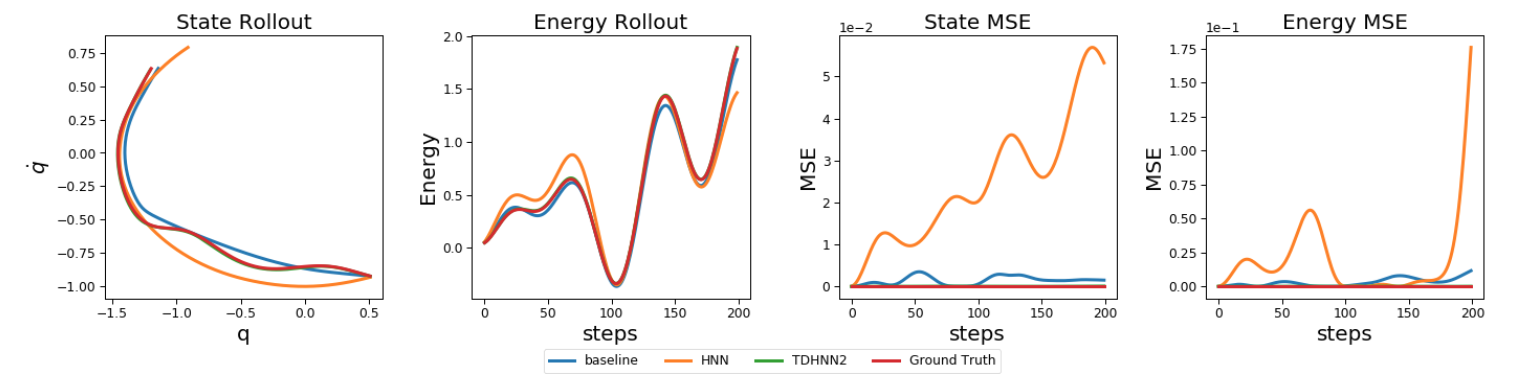 State Rollout
q̇
0.75
0.50
0.25
0.00
−0.25
−0.50
−0.75
−1.00
−1.5 −1.0 −0.5 0.0 0.5
q
Energy Rollout
Energy
2.0
1.5
1.0
0.5
0.0
0 50 100 150 200
steps
State MSE
1e−2
MSE
5
4
3
2
1
0
0 50 100 150 200
steps
Energy MSE
1e−1
MSE
1.75
1.50
1.25
1.00
0.75
0.50
0.25
0.00
0 50 100 150 200
steps
baseline HNN TDHNN2 Ground Truth